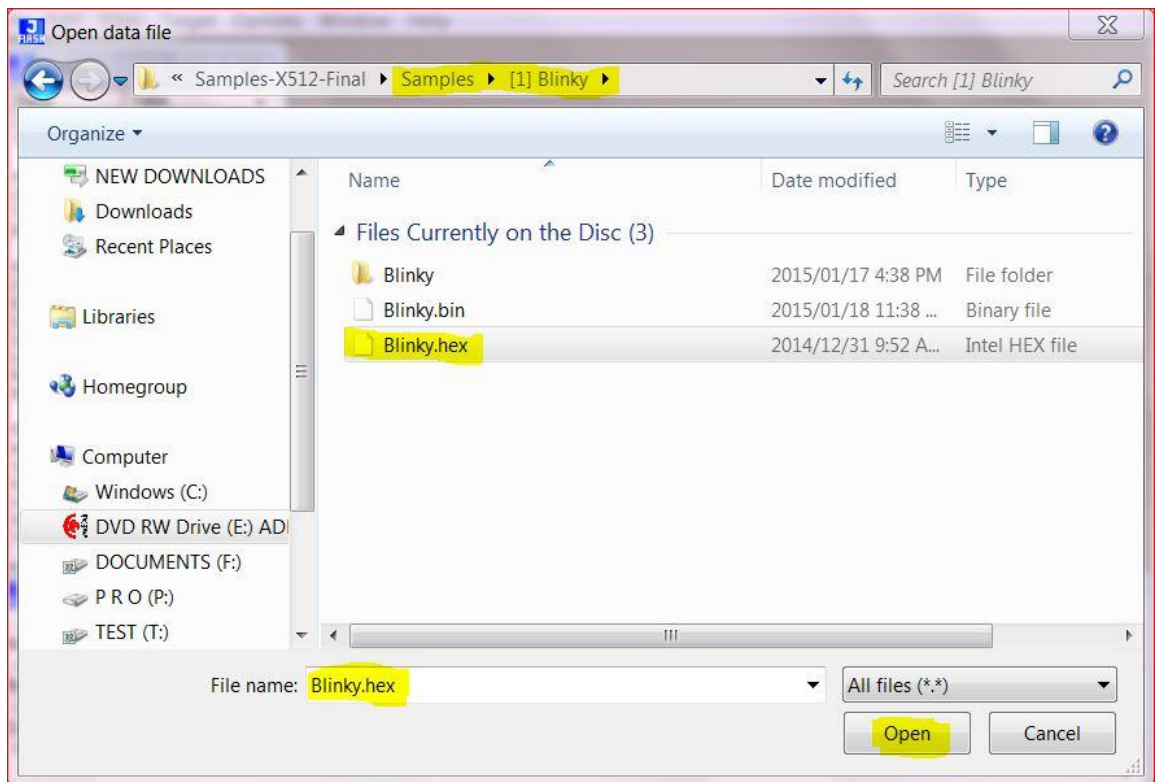 J
FLASH
Open data file
« Samples-X512-Final Samples [1] Blinky
Search [1] Blinky
Organize
NEW DOWNLOADS
Downloads
Recent Places
Libraries
Homegroup
Computer
Windows (C:)
DVD RW Drive (E:) AD
DOCUMENTS (F:)
P R O (P:)
TEST (T:)
Name Date modified Type
Files Currently on the Disc (3)
Blinky 2015/01/17 4:38 PM File folder
Blinky.bin 2015/01/18 11:38 ... Binary file
Blinky.hex 2014/12/31 9:52 A... Intel HEX file
File name: Blinky.hex All files (*.*)
Open Cancel